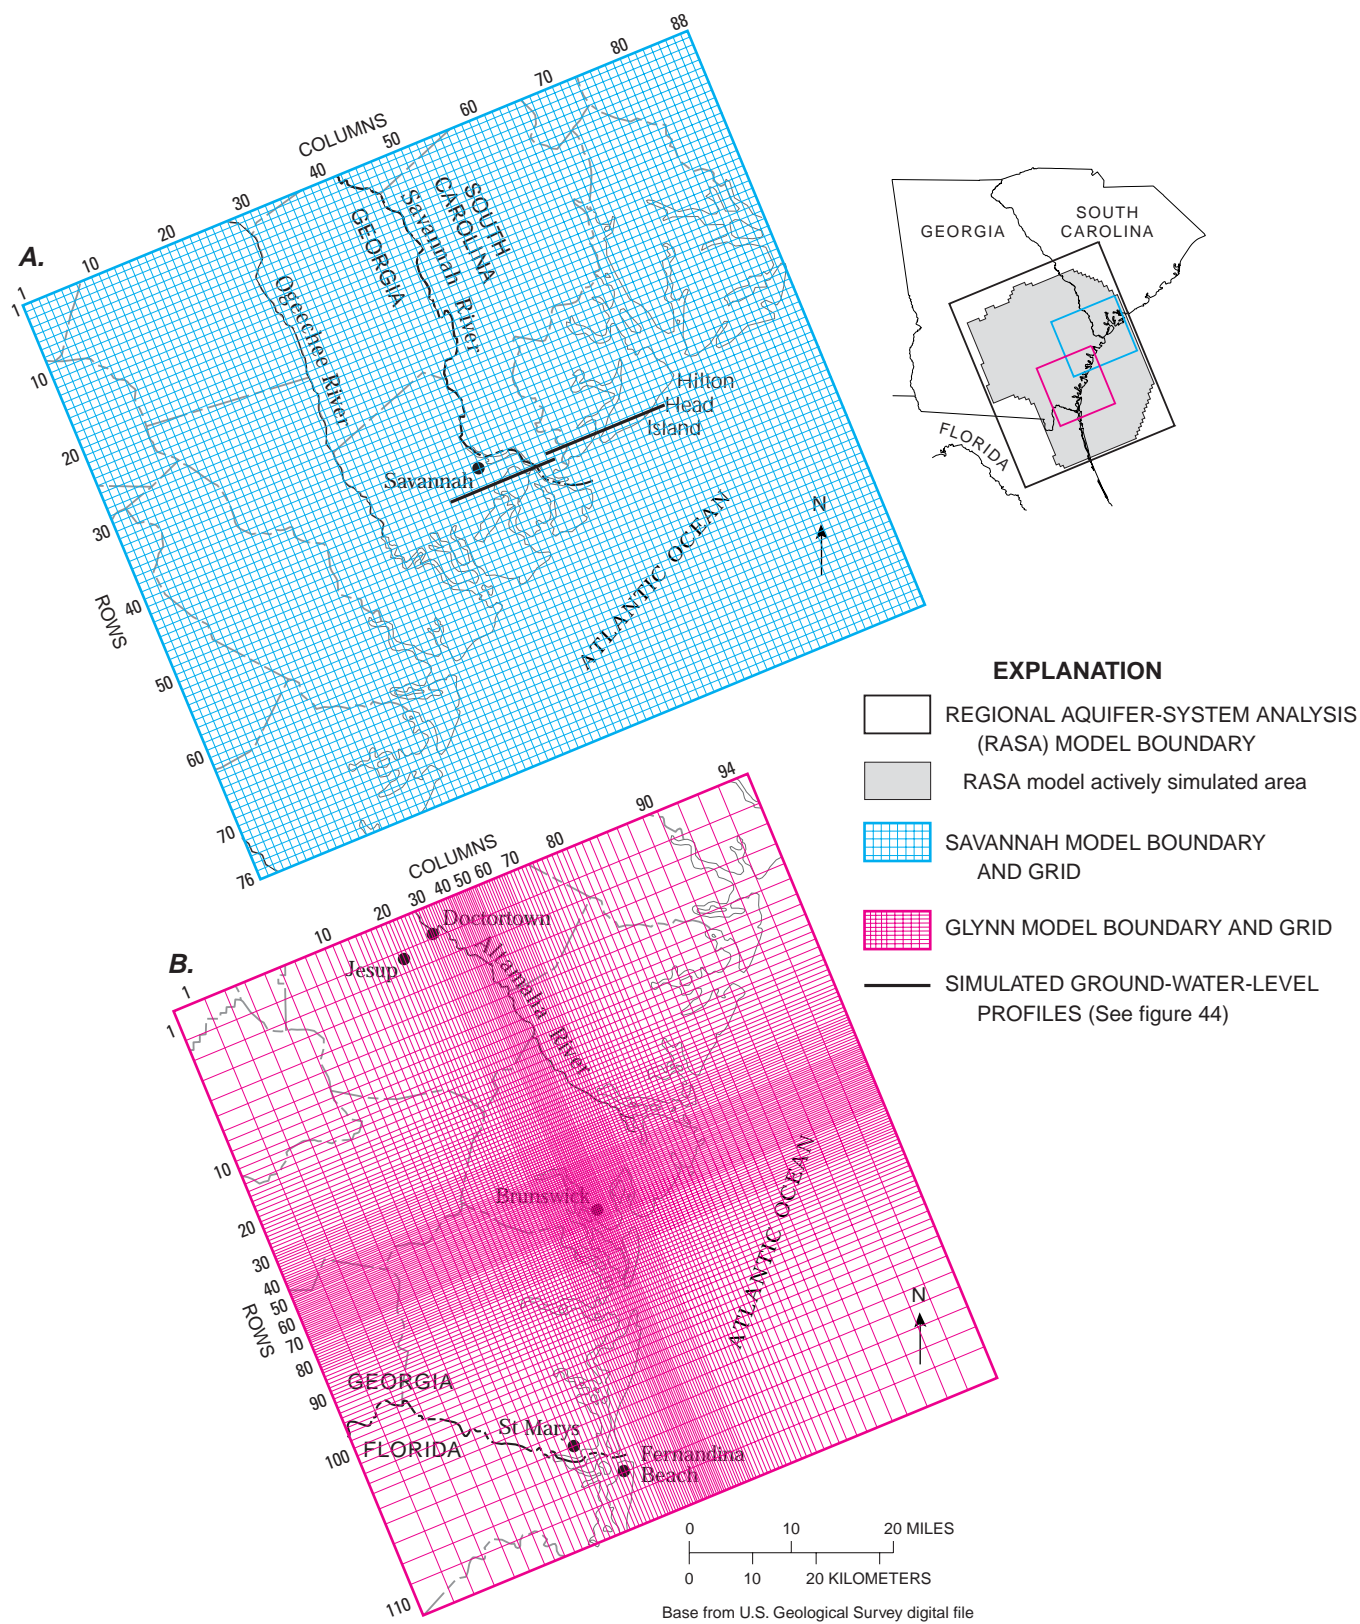 A.
COLUMNS
1
10
20
30
40
50
60
70
80
88
1
10
20
30
40
50
60
70
76
ROWS
SOUTH
CAROLINA
Savannah River
GEORGIA
Ogeechee River
Hilton
Head
Island
Savannah
ATLANTIC OCEAN
N
GEORGIA
SOUTH
CAROLINA
FLORIDA
EXPLANATION
REGIONAL AQUIFER-SYSTEM ANALYSIS
(RASA) MODEL BOUNDARY
RASA model actively simulated area
SAVANNAH MODEL BOUNDARY
AND GRID
GLYNN MODEL BOUNDARY AND GRID
SIMULATED GROUND-WATER-LEVEL
PROFILES (See figure 44)
B.
COLUMNS
1
10
20
30
40
50
60
70
80
90
94
1
10
20
30
40
50
60
70
80
90
100
110
ROWS
Doctortown
Jesup
Altamaha River
Brunswick
ATLANTIC OCEAN
N
GEORGIA
FLORIDA
St Marys
Fernandina
Beach
0 10 20 MILES
0 10 20 KILOMETERS
Base from U.S. Geological Survey digital file